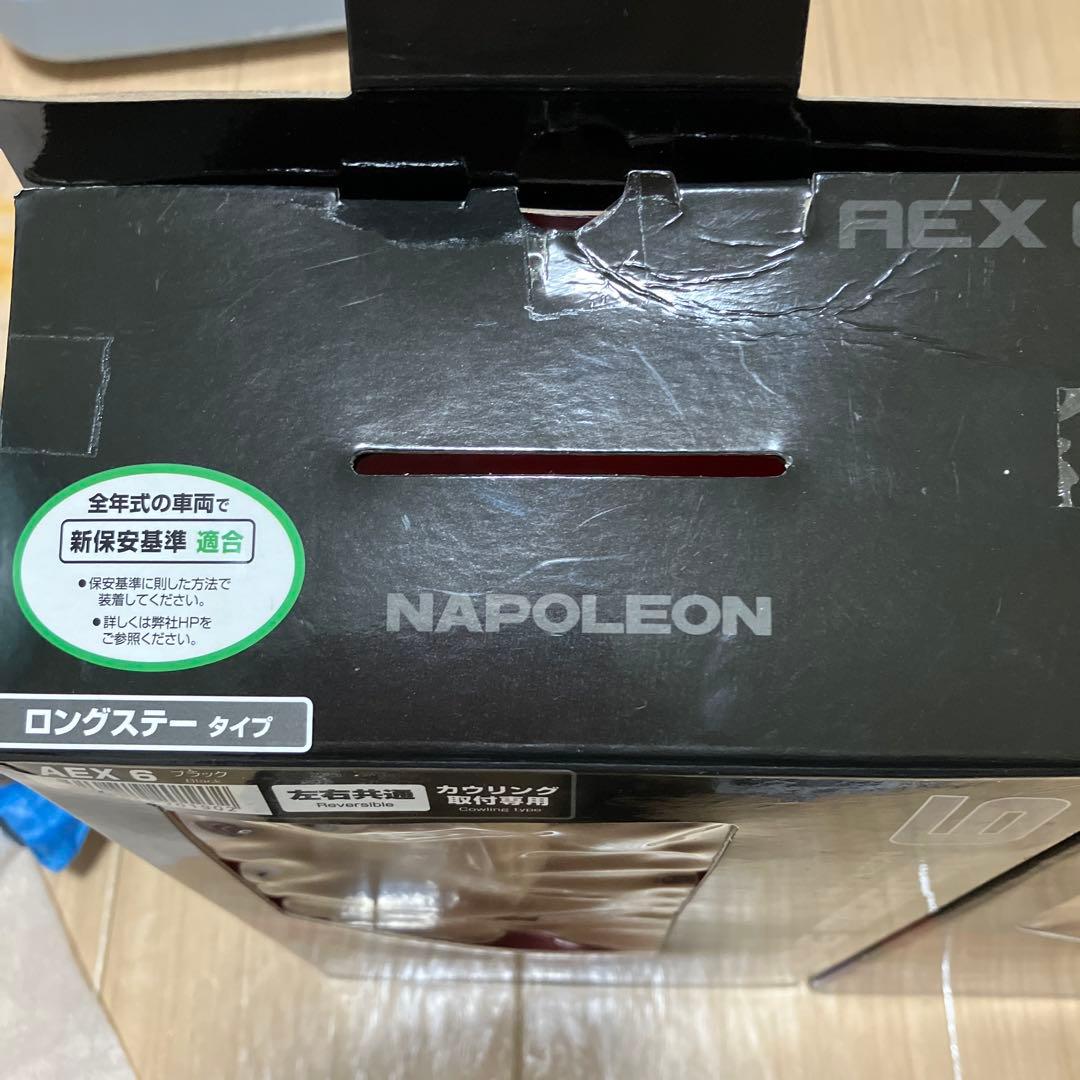 AEX
全年式の車両で
新保安基準 適合
●保安基準に則した方法で
装着してください。
●詳しくは弊社HPを
ご参照ください。
NAPOLEON
ロングステー タイプ
AEX 6 ブラック
Black
左右共通
Reversible
カウリング
取付専用
Cowling type